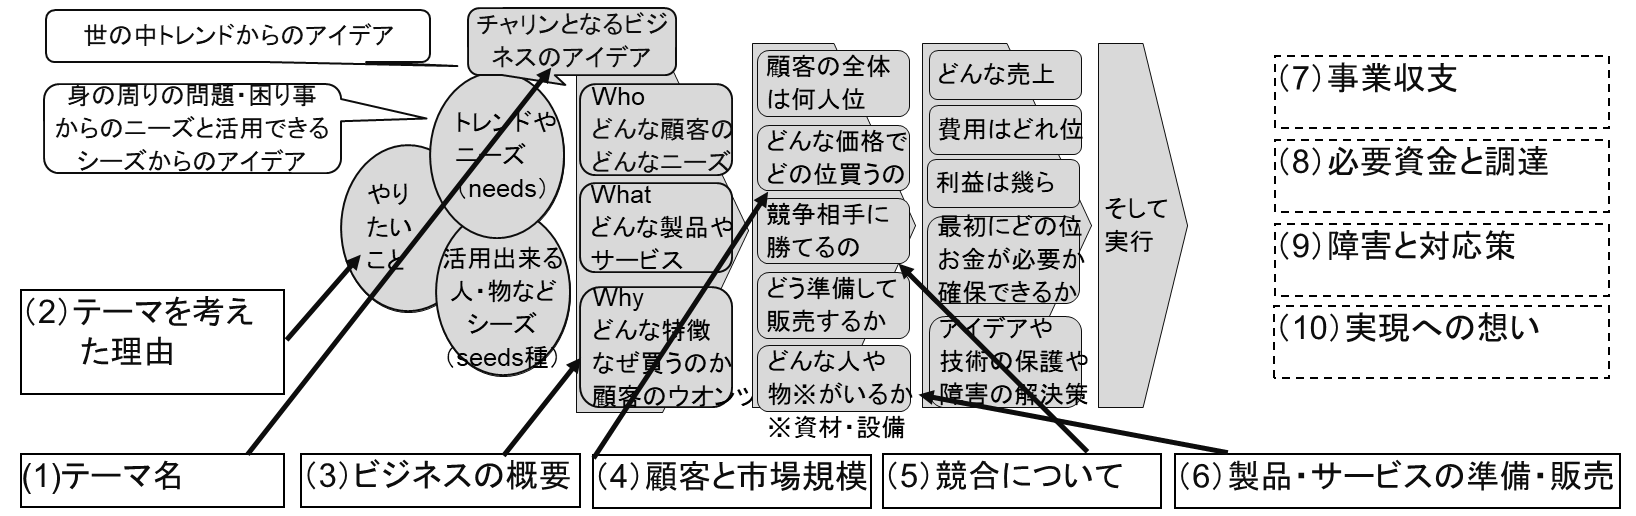 世の中トレンドからのアイデア
チャリンとなるビジ
ネスのアイデア
身の周りの問題・困り事
からのニーズと活用できる
シーズからのアイデア
トレンドや
ニーズ
（needs）
やり
たい
こと
活用出来る
人・物など
シーズ
（seeds種）
Who
どんな顧客の
どんなニーズ
What
どんな製品や
サービス
Why
どんな特徴
なぜ買うのか
顧客のウオンツ
顧客の全体
は何人位
どんな価格で
どの位買うの
競争相手に
勝てるの
どう準備して
販売するか
どんな人や
物※がいるか
※資材・設備
どんな売上
費用はどれ位
利益は幾ら
最初にどの位
お金が必要か
確保できるか
アイデアや
技術の保護や
障害の解決策
そして
実行
（7）事業収支
（8）必要資金と調達
（9）障害と対応策
（10）実現への想い
（2）テーマを考え
た理由
(1)テーマ名
（3）ビジネスの概要
（4）顧客と市場規模
（5）競合について
（6）製品・サービスの準備・販売